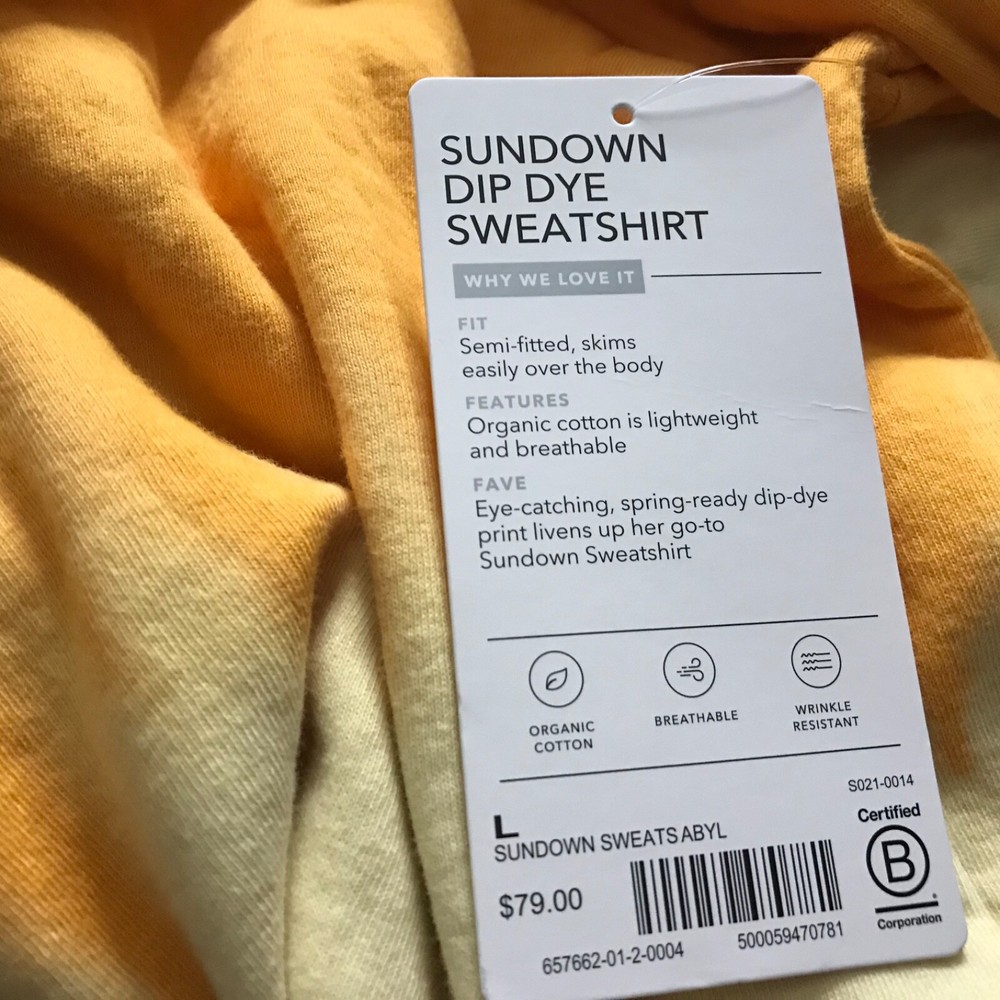 SUNDOWN
DIP DYE
SWEATSHIRT
WHY WE LOVE IT
FIT
Semi-fitted, skims
easily over the body
FEATURES
Organic cotton is lightweight
and breathable
FAVE
Eye-catching, spring-ready dip-dye
print livens up her go-to
Sundown Sweatshirt
ORGANIC
COTTON
BREATHABLE
WRINKLE
RESISTANT
S021-0014
L
SUNDOWN SWEATS ABYL
$79.00
657662-01-2-0004
500059470781
Certified
B
Corporation